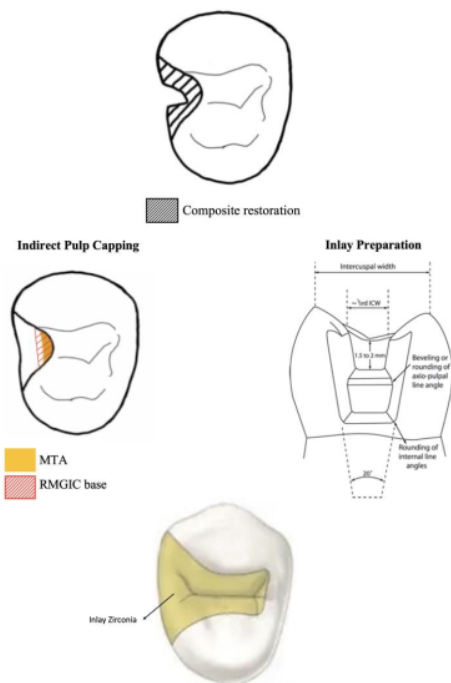 Composite restoration
Indirect Pulp Capping
MTA
RMGIC base
Inlay Preparation
Intercuspal width
~⅓rd ICW
1.5 to 2 mm
Beveling or
rounding of
axio-pulpal
line angle
Rounding of
internal line
angles
20°
Inlay Zirconia